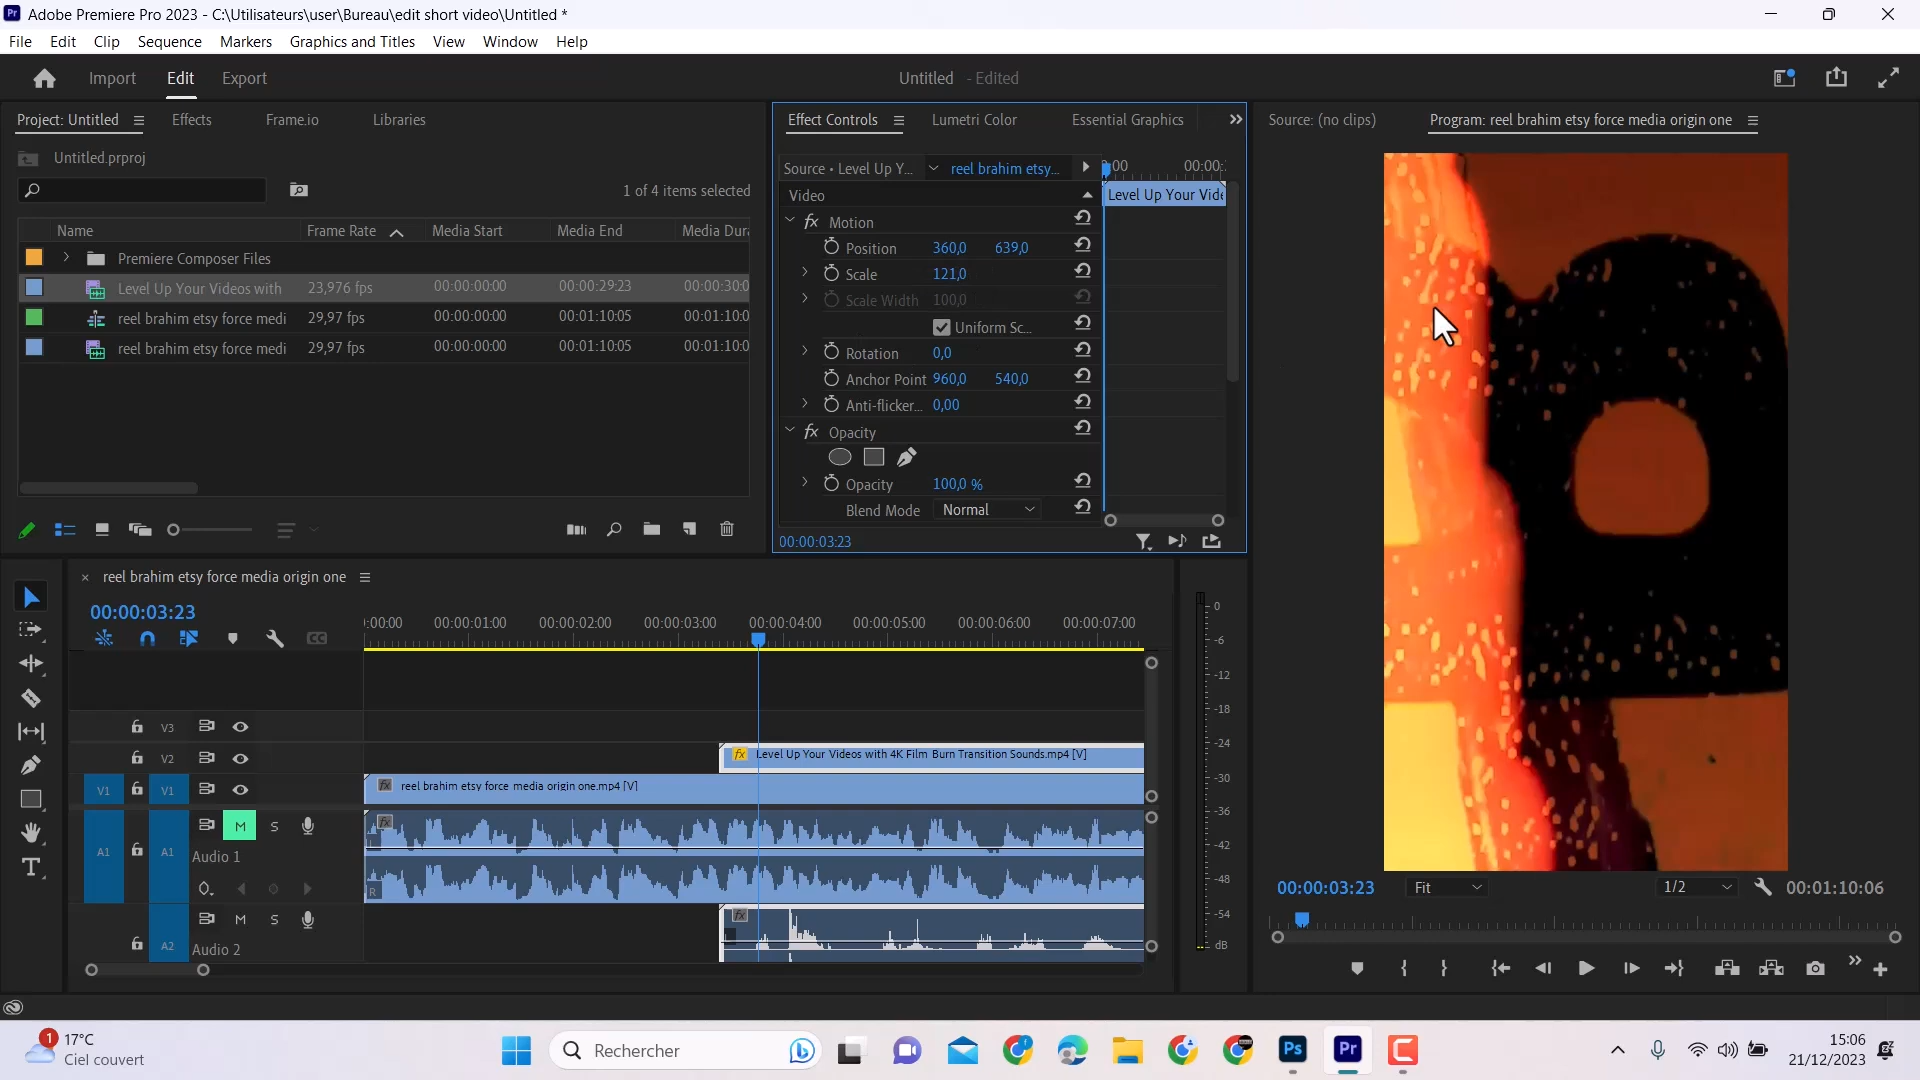 Adobe Premiere Pro 2023 - C:\Utilisateurs\user\Bureau\edit short video\Untitled *
File Edit Clip Sequence Markers Graphics and Titles View Window Help
Import Edit Export
Untitled - Edited
Project: Untitled Effects Frame.io Libraries
Untitled.prproj
1 of 4 items selected
Name Frame Rate Media Start Media End Media Dura
Premiere Composer Files
Level Up Your Videos with 23,976 fps 00:00:00:00 00:00:29:23 00:00:30:0
reel brahim etsy force medi 29,97 fps 00:00:00:00 00:01:10:05 00:01:10:0
reel brahim etsy force medi 29,97 fps 00:00:00:00 00:01:10:05 00:01:10:0
Effect Controls Lumetri Color Essential Graphics
Source • Level Up Y... reel brahim etsy... 00:00 00:00:
Video Level Up Your Vide
fx Motion
Position 360,0 639,0
Scale 121,0
Scale Width 100,0
Uniform Sc...
Rotation 0,0
Anchor Point 960,0 540,0
Anti-flicker... 0,00
fx Opacity
Opacity 100,0 %
Blend Mode Normal
00:00:03:23
Source: (no clips) Program: reel brahim etsy force media origin one
00:00:03:23 Fit 1/2 00:01:10:06
× reel brahim etsy force media origin one
00:00:03:23
:00:00 00:00:01:00 00:00:02:00 00:00:03:00 00:00:04:00 00:00:05:00 00:00:06:00 00:00:07:00
CC
V3
V2 fx Level Up Your Videos with 4K Film Burn Transition Sounds.mp4 [V]
V1 V1 fx reel brahim etsy force media origin one.mp4 [V]
A1 A1 M S fx
Audio 1
L
R
A2 M S fx
Audio 2
0
-6
-12
-18
-24
-30
-36
-42
-48
-54
dB
1 17°C
Ciel couvert
Rechercher
Ps Pr
15:06
21/12/2023